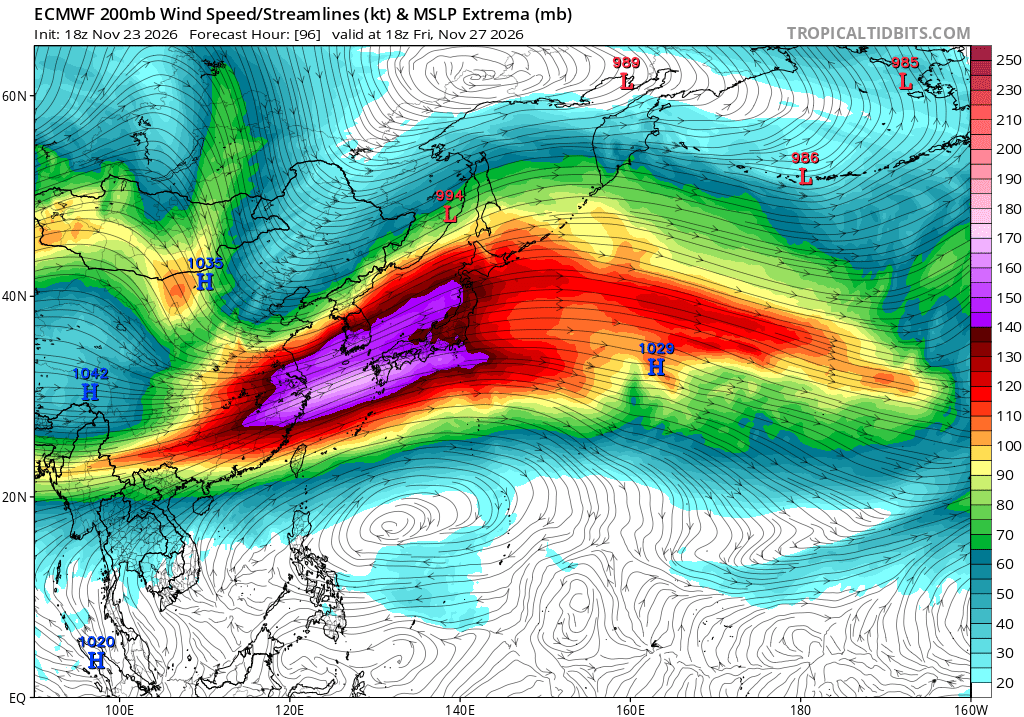 ECMWF 200mb Wind Speed/Streamlines (kt) & MSLP Extrema (mb)
Init: 18z Nov 23 2026 Forecast Hour: [96] valid at 18z Fri, Nov 27 2026
TROPICALTIDBITS.COM
989
L
985
L
60N
986
L
994
L
1035
H
40N
1029
H
1042
H
20N
1020
H
EQ
100E
120E
140E
160E
180
160W
250
230
210
200
190
180
170
160
150
140
130
120
110
100
90
80
70
60
50
40
30
20